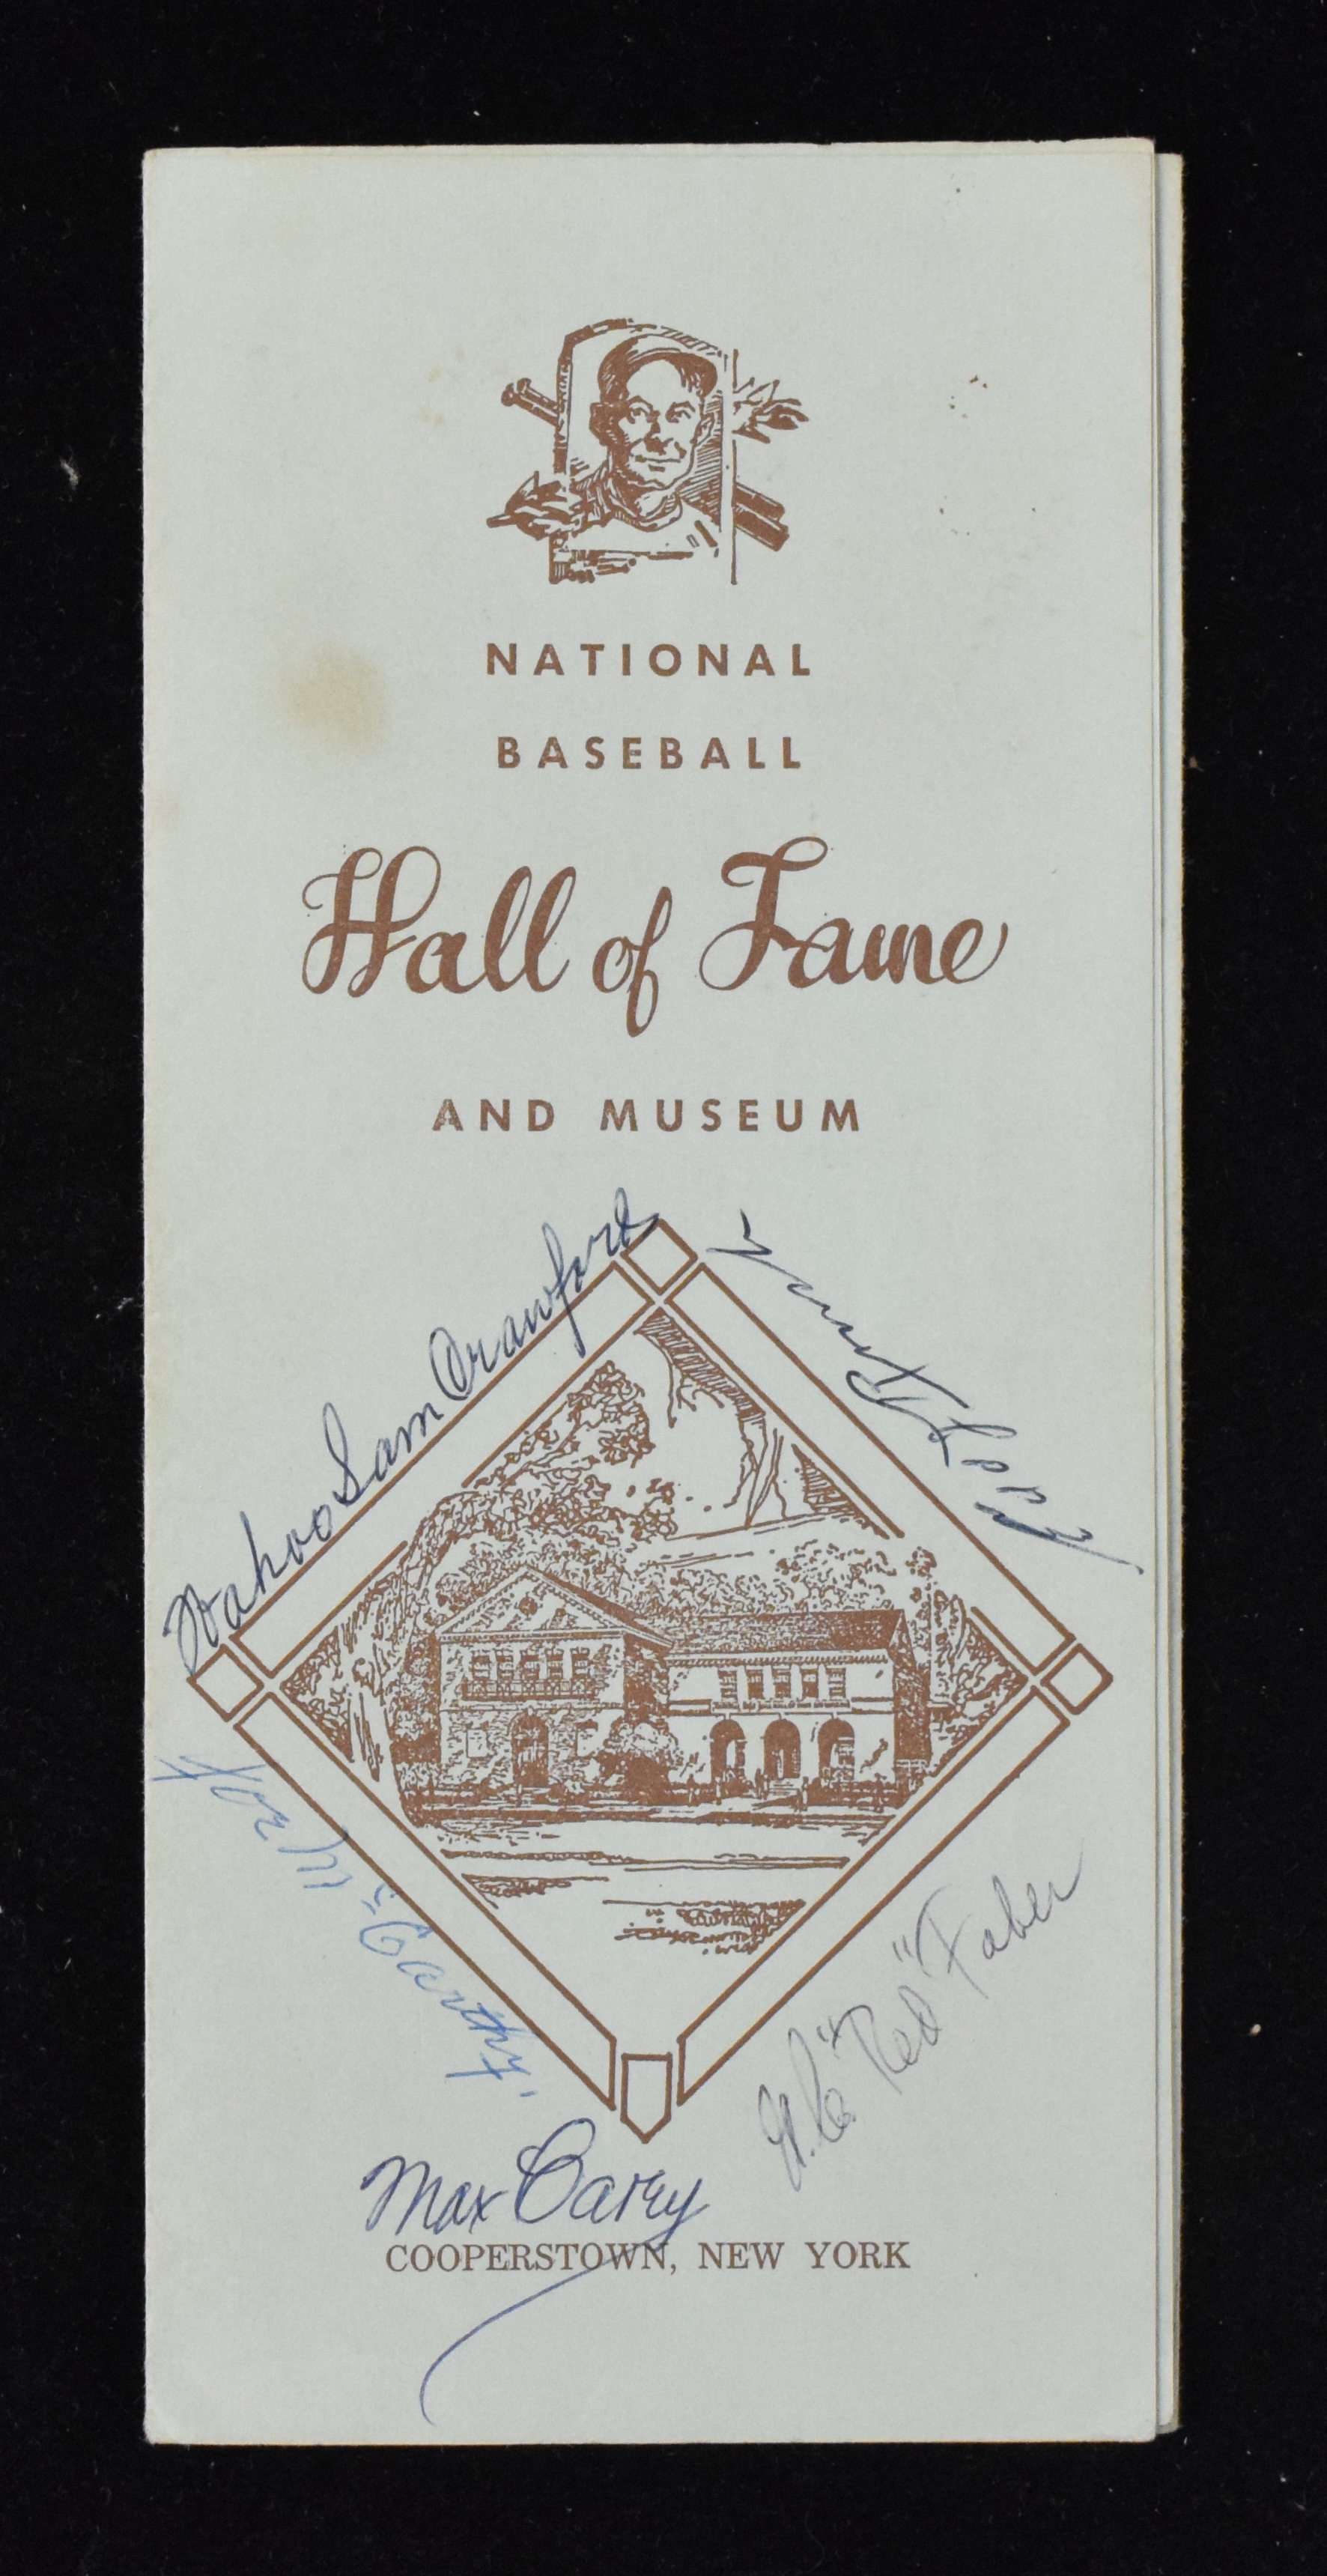 NATIONAL
BASEBALL
Hall of Fame
AND MUSEUM
Wahoo Sam Crawford
Joe McCarthy
U.C. "Red" Faber
Max Carey
COOPERSTOWN, NEW YORK